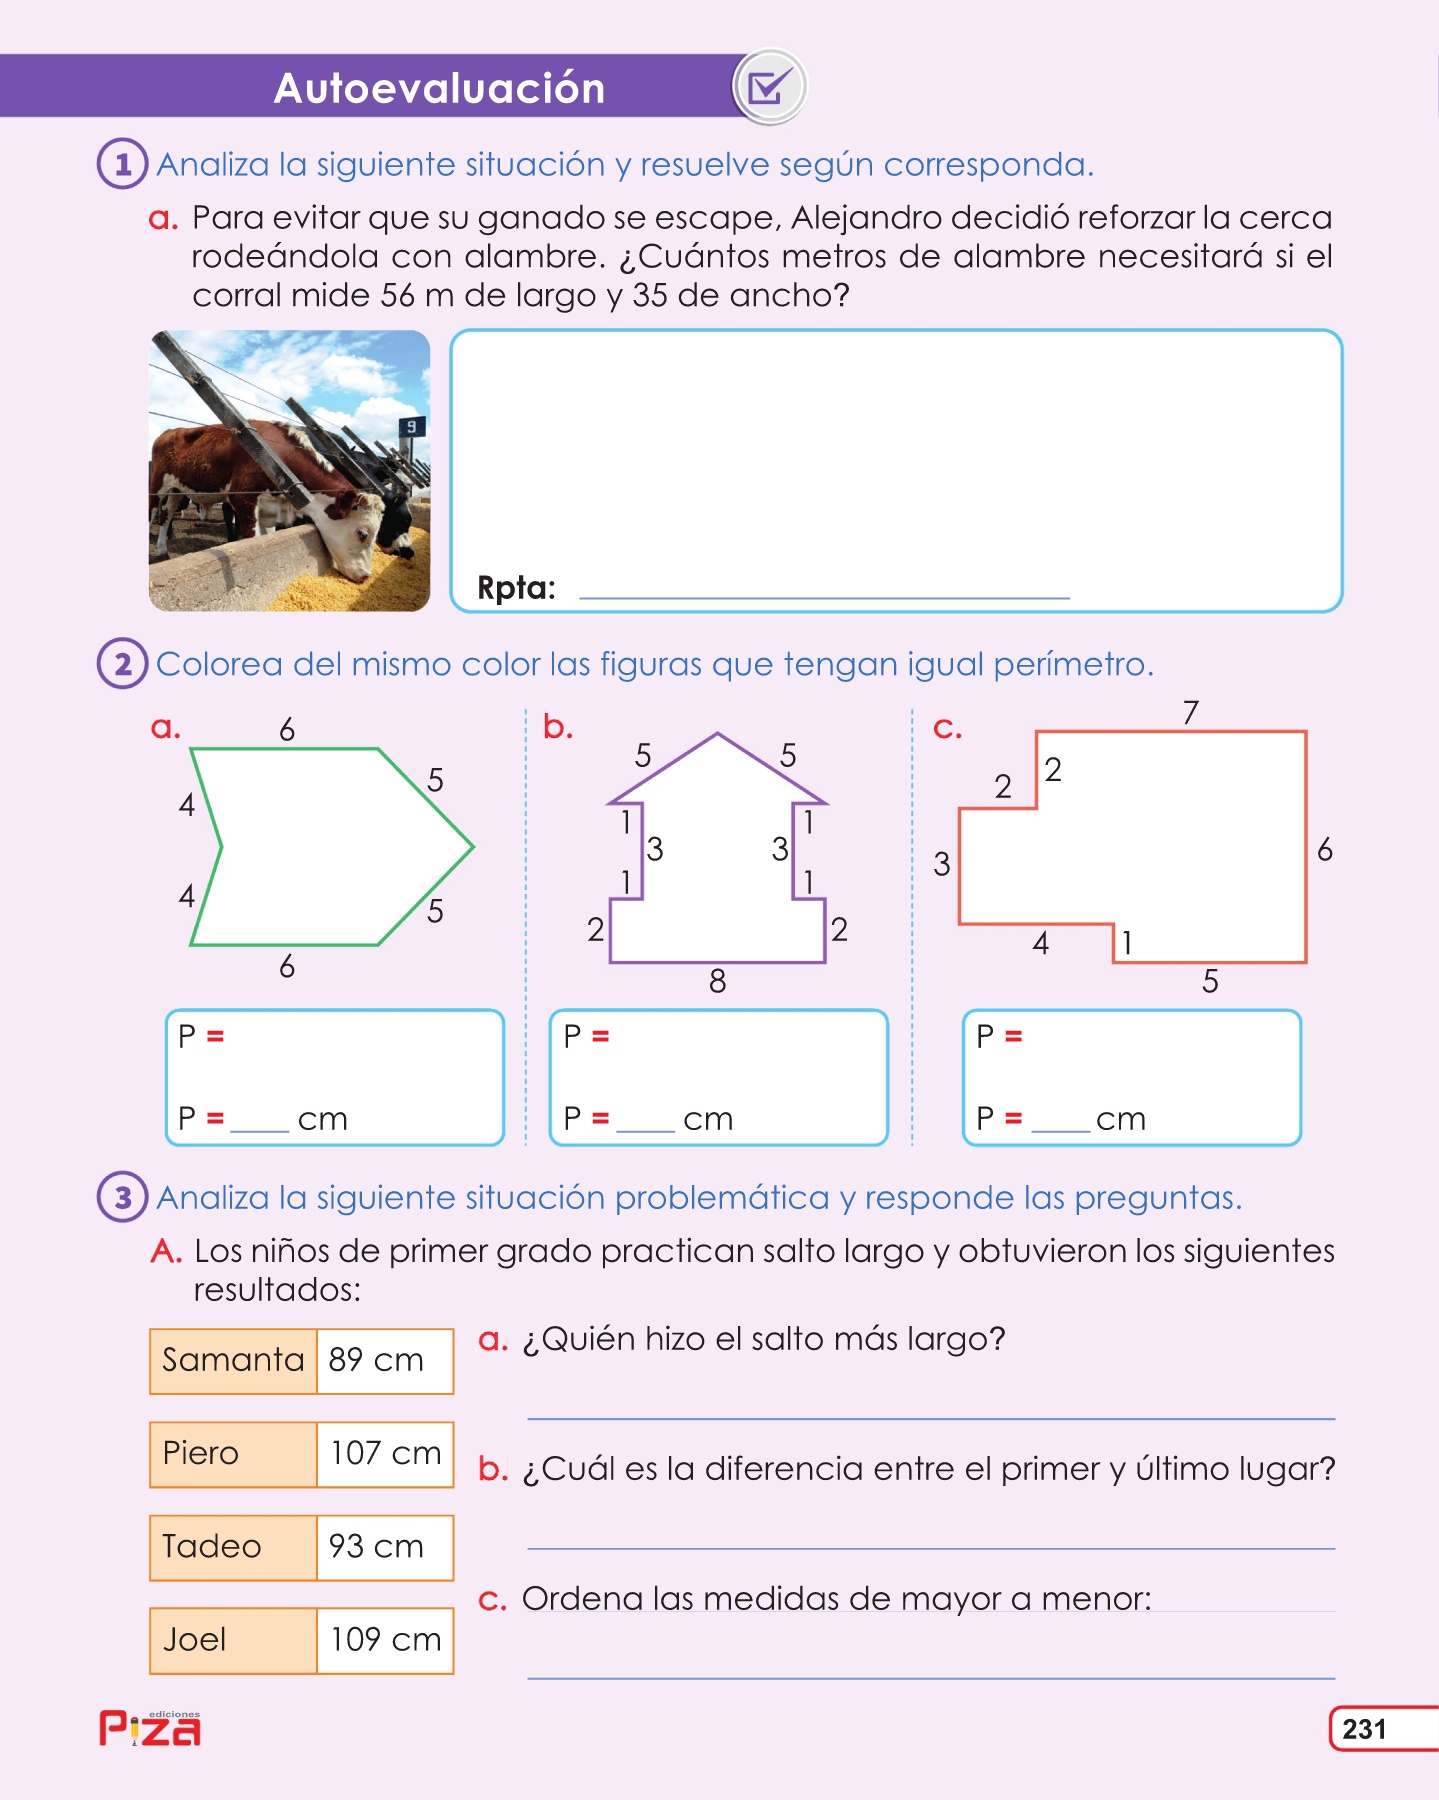 Autoevaluación
1 Analiza la siguiente situación y resuelve según corresponda.
a. Para evitar que su ganado se escape, Alejandro decidió reforzar la cerca
rodeándola con alambre. ¿Cuántos metros de alambre necesitará si el
corral mide 56 m de largo y 35 de ancho?
9
Rpta:
2 Colorea del mismo color las figuras que tengan igual perímetro.
a.
6
5
4
4
5
6
P =
P = ____ cm
b.
5
5
1
1
3
3
1
1
2
2
8
P =
P = ____ cm
c.
7
2
2
3
6
4
1
5
P =
P = ____ cm
3 Analiza la siguiente situación problemática y responde las preguntas.
A. Los niños de primer grado practican salto largo y obtuvieron los siguientes
resultados:
Samanta 89 cm
Piero 107 cm
Tadeo 93 cm
Joel 109 cm
a. ¿Quién hizo el salto más largo?
b. ¿Cuál es la diferencia entre el primer y último lugar?
c. Ordena las medidas de mayor a menor:
ediciones
Piza
231